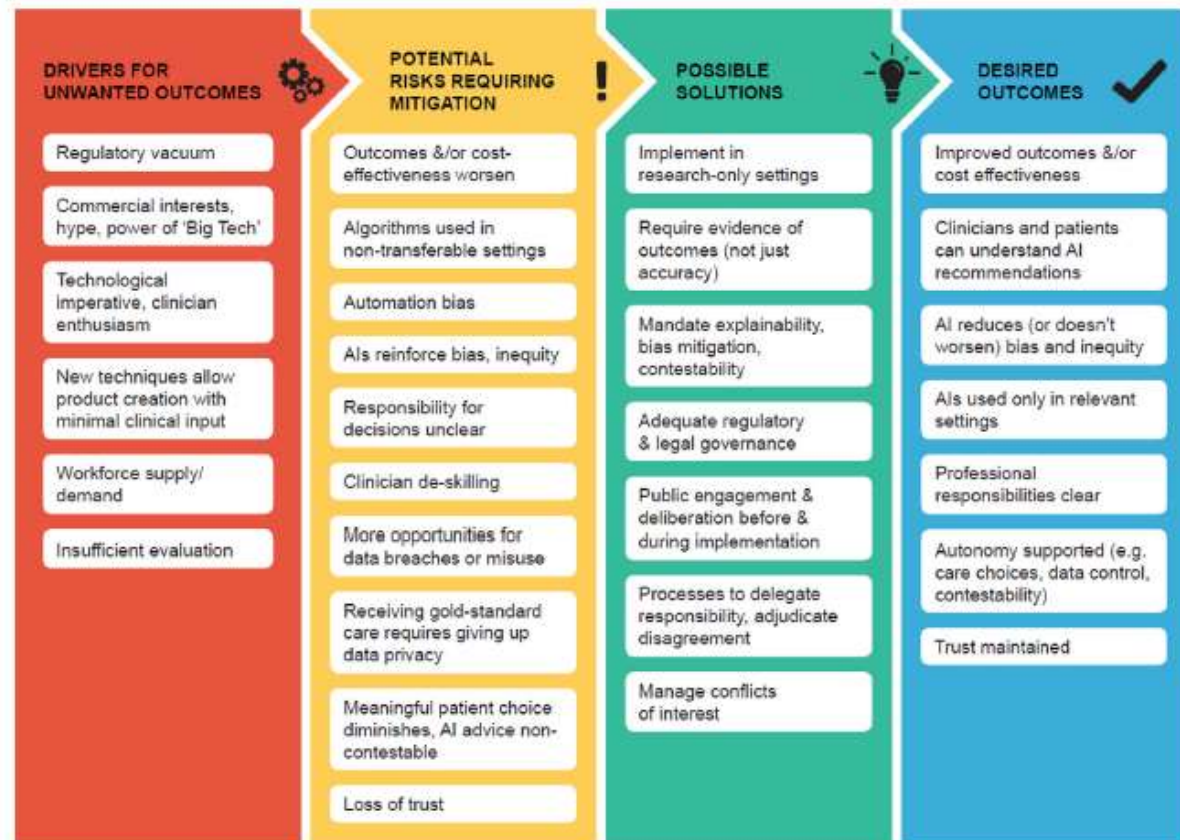 DRIVERS FOR
UNWANTED OUTCOMES
Regulatory vacuum
Commercial interests,
hype, power of ‘Big Tech’
Technological
imperative, clinician
enthusiasm
New techniques allow
product creation with
minimal clinical input
Workforce supply/
demand
Insufficient evaluation
POTENTIAL
RISKS REQUIRING
MITIGATION
!
Outcomes &/or cost-
effectiveness worsen
Algorithms used in
non-transferable settings
Automation bias
AIs reinforce bias, inequity
Responsibility for
decisions unclear
Clinician de-skilling
More opportunities for
data breaches or misuse
Receiving gold-standard
care requires giving up
data privacy
Meaningful patient choice
diminishes, AI advice non-
contestable
Loss of trust
POSSIBLE
SOLUTIONS
Implement in
research-only settings
Require evidence of
outcomes (not just
accuracy)
Mandate explainability,
bias mitigation,
contestability
Adequate regulatory
& legal governance
Public engagement &
deliberation before &
during implementation
Processes to delegate
responsibility, adjudicate
disagreement
Manage conflicts
of interest
DESIRED
OUTCOMES
Improved outcomes &/or
cost effectiveness
Clinicians and patients
can understand AI
recommendations
AI reduces (or doesn’t
worsen) bias and inequity
AIs used only in relevant
settings
Professional
responsibilities clear
Autonomy supported (e.g.
care choices, data control,
contestability)
Trust maintained